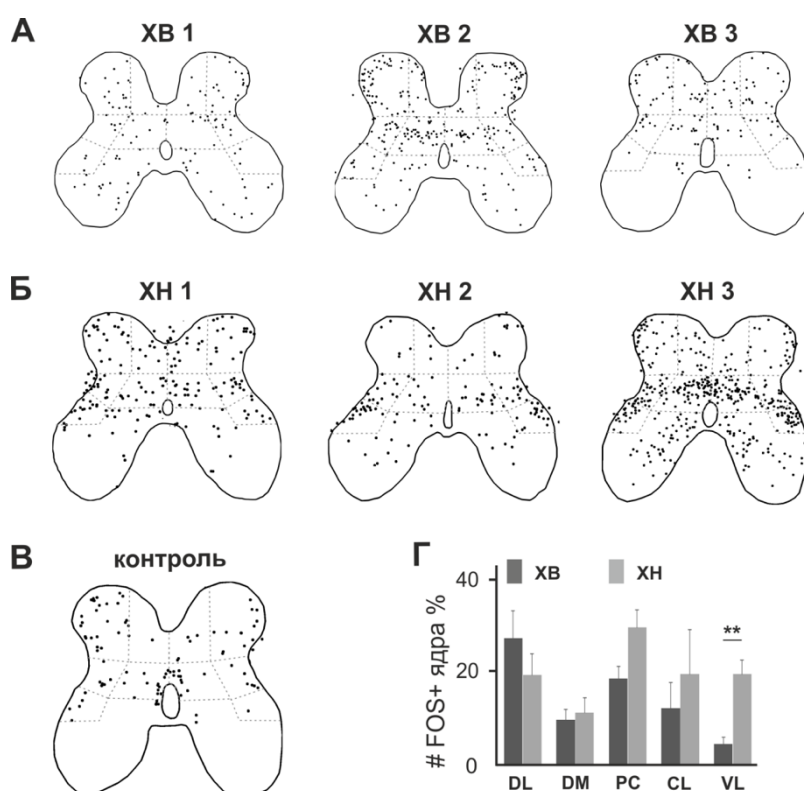 А
ХВ 1 ХВ 2 ХВ 3
Б
ХН 1 ХН 2 ХН 3
В
контроль
Г
ХВ ХН
# FOS+ ядра %
40
20
0
**
DL DM PC CL VL